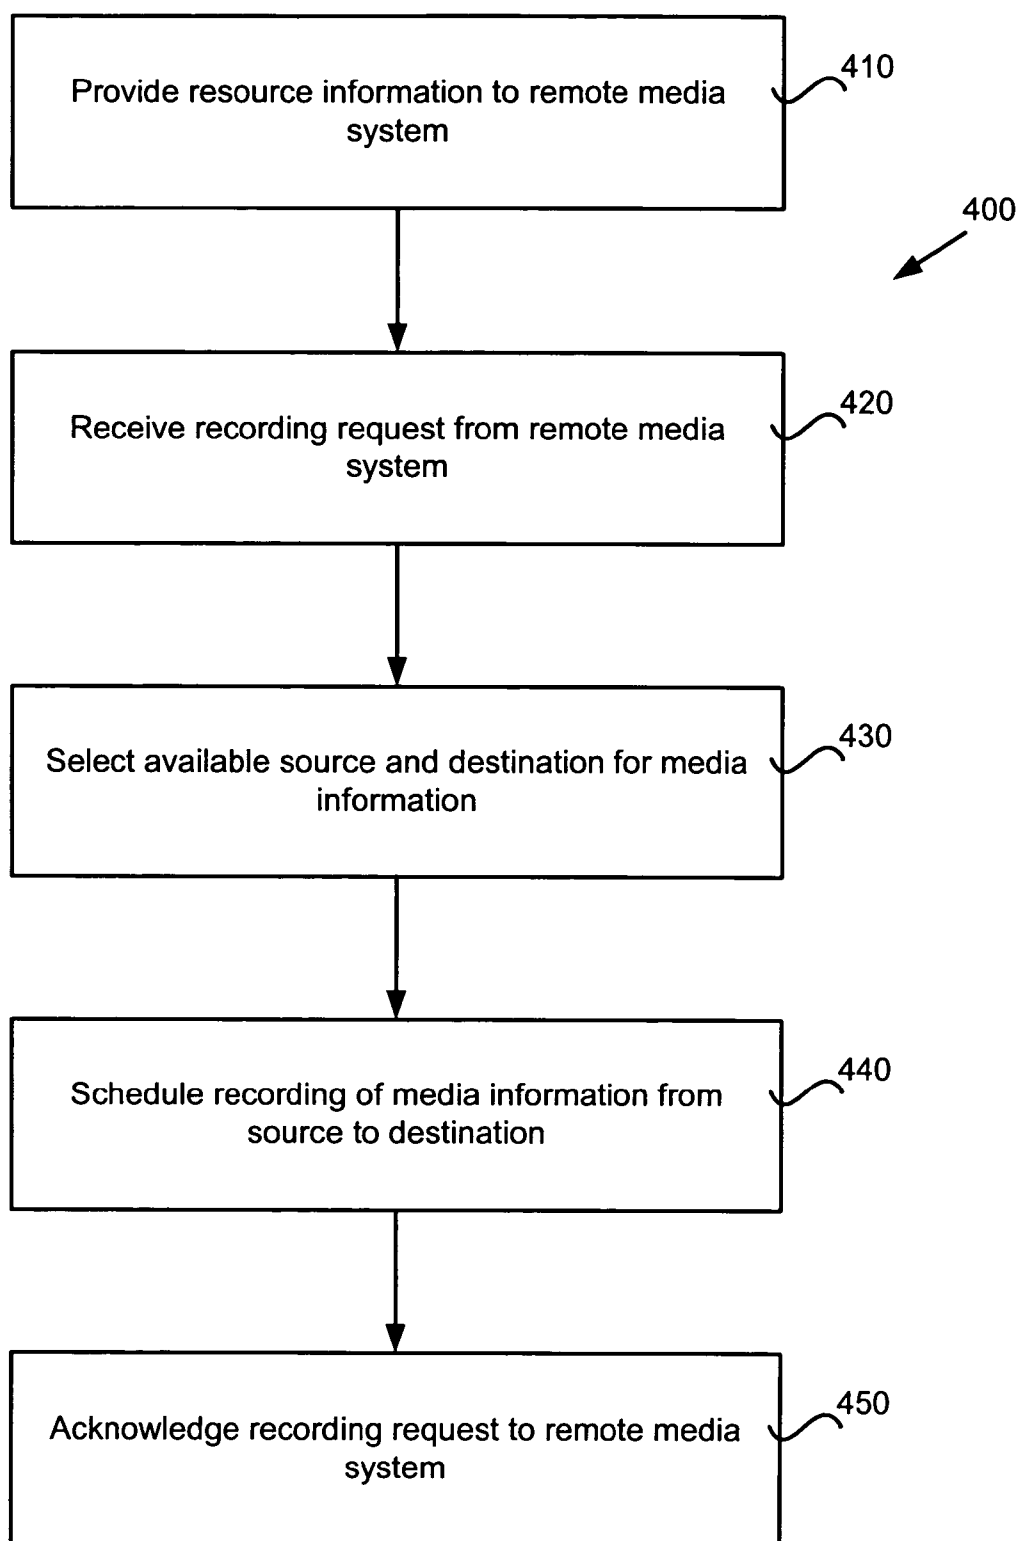 Provide resource information to remote media
system
410
400
Receive recording request from remote media
system
420
Select available source and destination for media
information
430
Schedule recording of media information from
source to destination
440
Acknowledge recording request to remote media
system
450